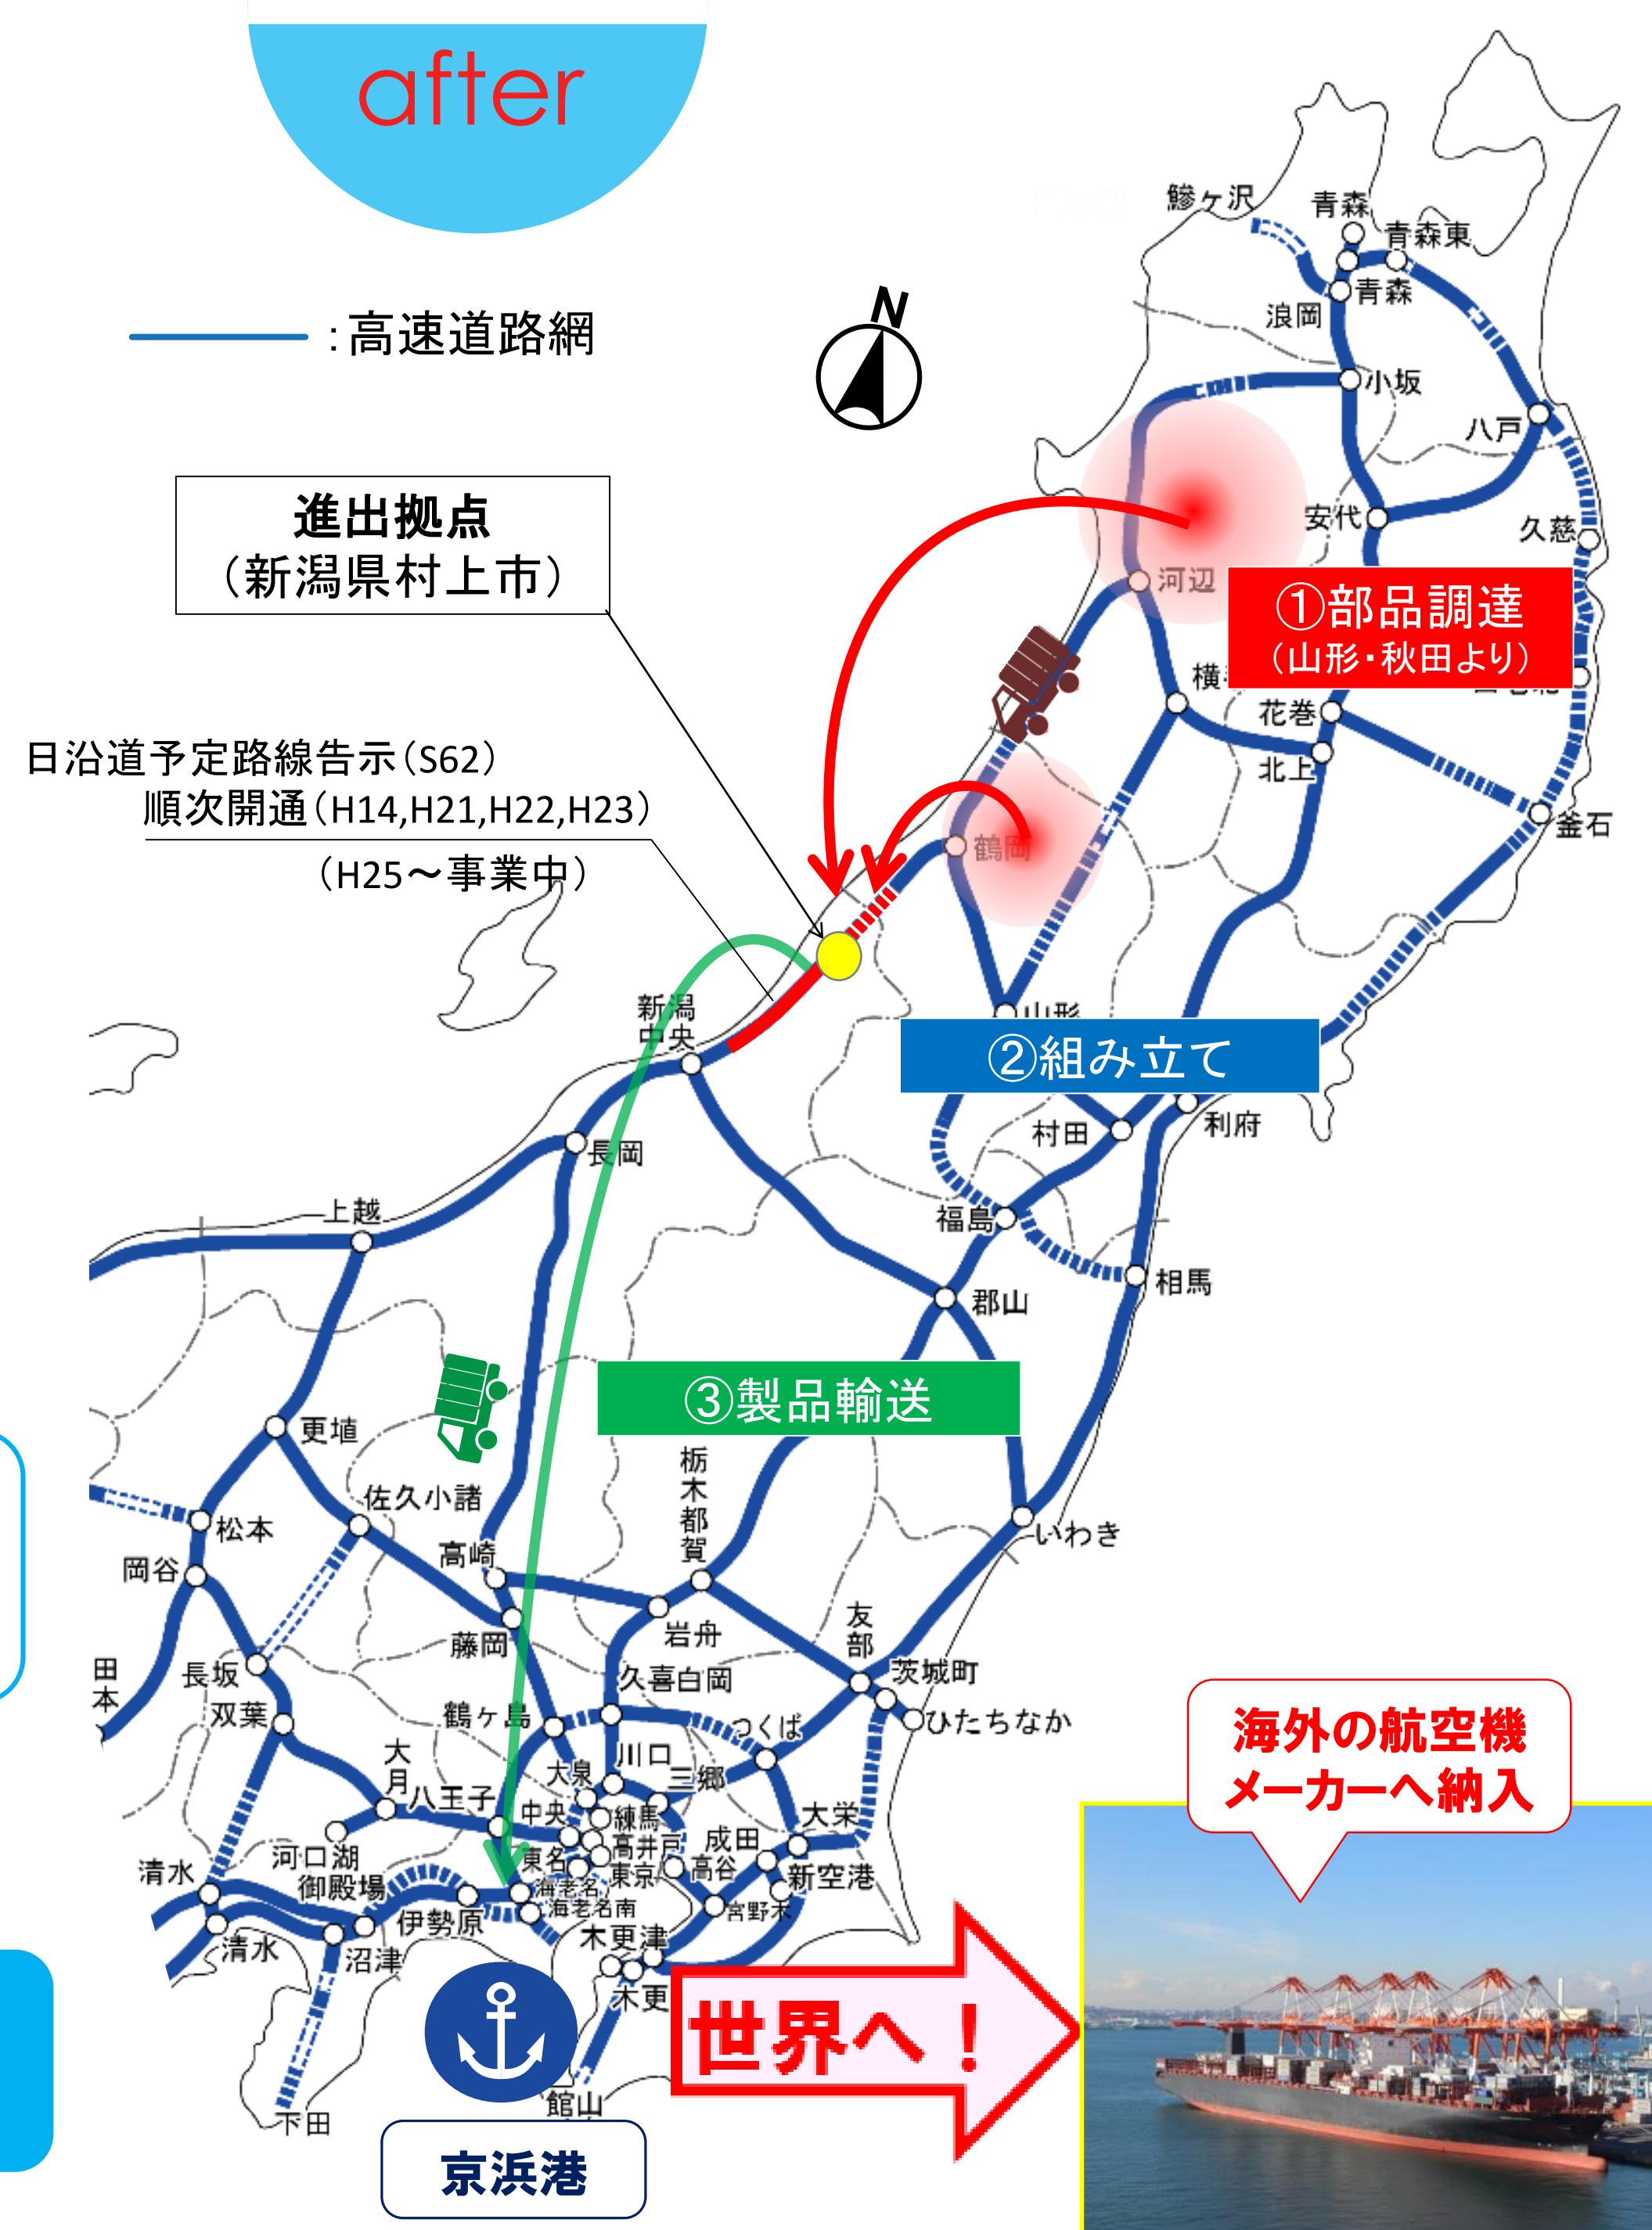 after
：高速道路網
N
進出拠点
（新潟県村上市）
日沿道予定路線告示（S62）
順次開通（H14,H21,H22,H23）
（H25～事業中）
鰺ヶ沢
青森
青森東
青森
浪岡
小坂
八戸
安代
久慈
河辺
①部品調達
（山形・秋田より）
横
花巻
北上
釜石
鶴岡
新潟
中央
山形
②組み立て
村田
利府
長岡
上越
福島
相馬
郡山
③製品輸送
更埴
佐久小諸
栃木都賀
松本
いわき
岡谷
高崎
岩舟
友部
藤岡
茨城町
田本
長坂
久喜白岡
双葉
鶴ヶ島
つくば
ひたちなか
大月
川口
大泉
三郷
八王子
中央
練馬
大栄
高井戸
成田
河口湖
東名
東京
高谷
新空港
清水
御殿場
海老名
海老名南
宮野木
伊勢原
清水
沼津
木更津
木更
館山
下田
京浜港
世界へ！
海外の航空機
メーカーへ納入